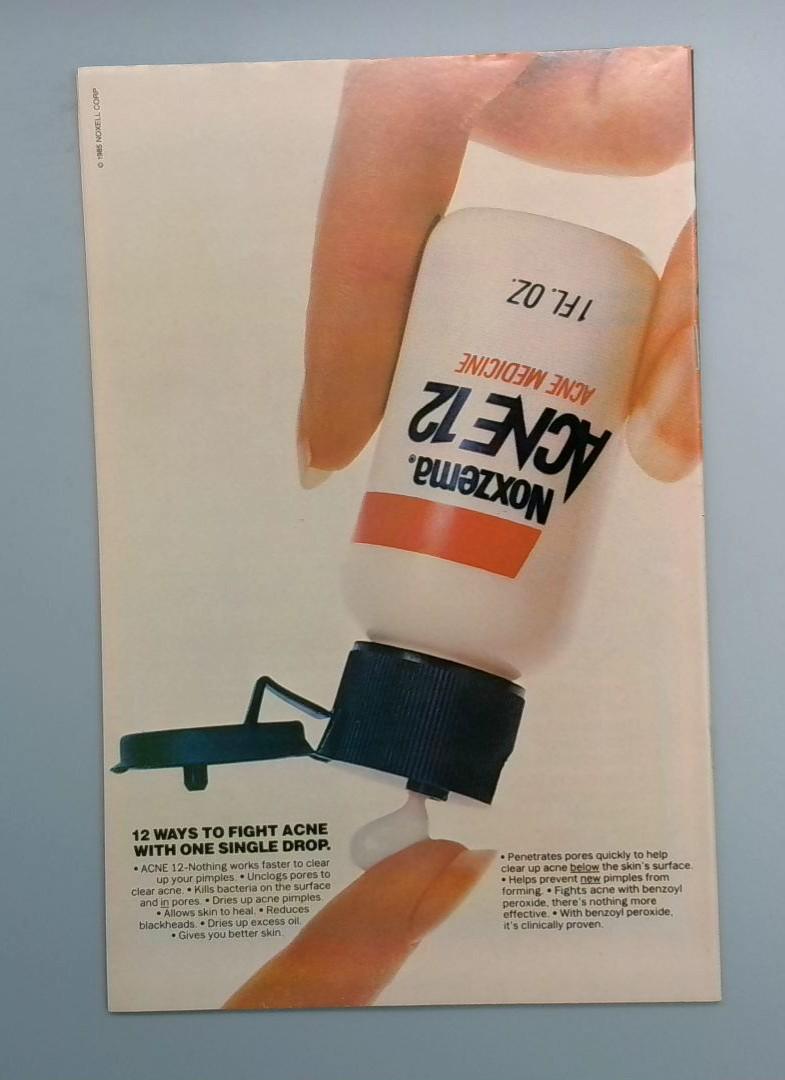 © 1985 NOXELL CORP
1 FL. OZ.
ACNE MEDICINE
ACNE 12
Noxzema®
12 WAYS TO FIGHT ACNE
WITH ONE SINGLE DROP.
• ACNE 12-Nothing works faster to clear
up your pimples. • Unclogs pores to
clear acne. • Kills bacteria on the surface
and in pores. • Dries up acne pimples.
• Allows skin to heal. • Reduces
blackheads. • Dries up excess oil.
• Gives you better skin.
• Penetrates pores quickly to help
clear up acne below the skin's surface.
• Helps prevent new pimples from
forming. • Fights acne with benzoyl
peroxide, there's nothing more
effective. • With benzoyl peroxide,
it's clinically proven.